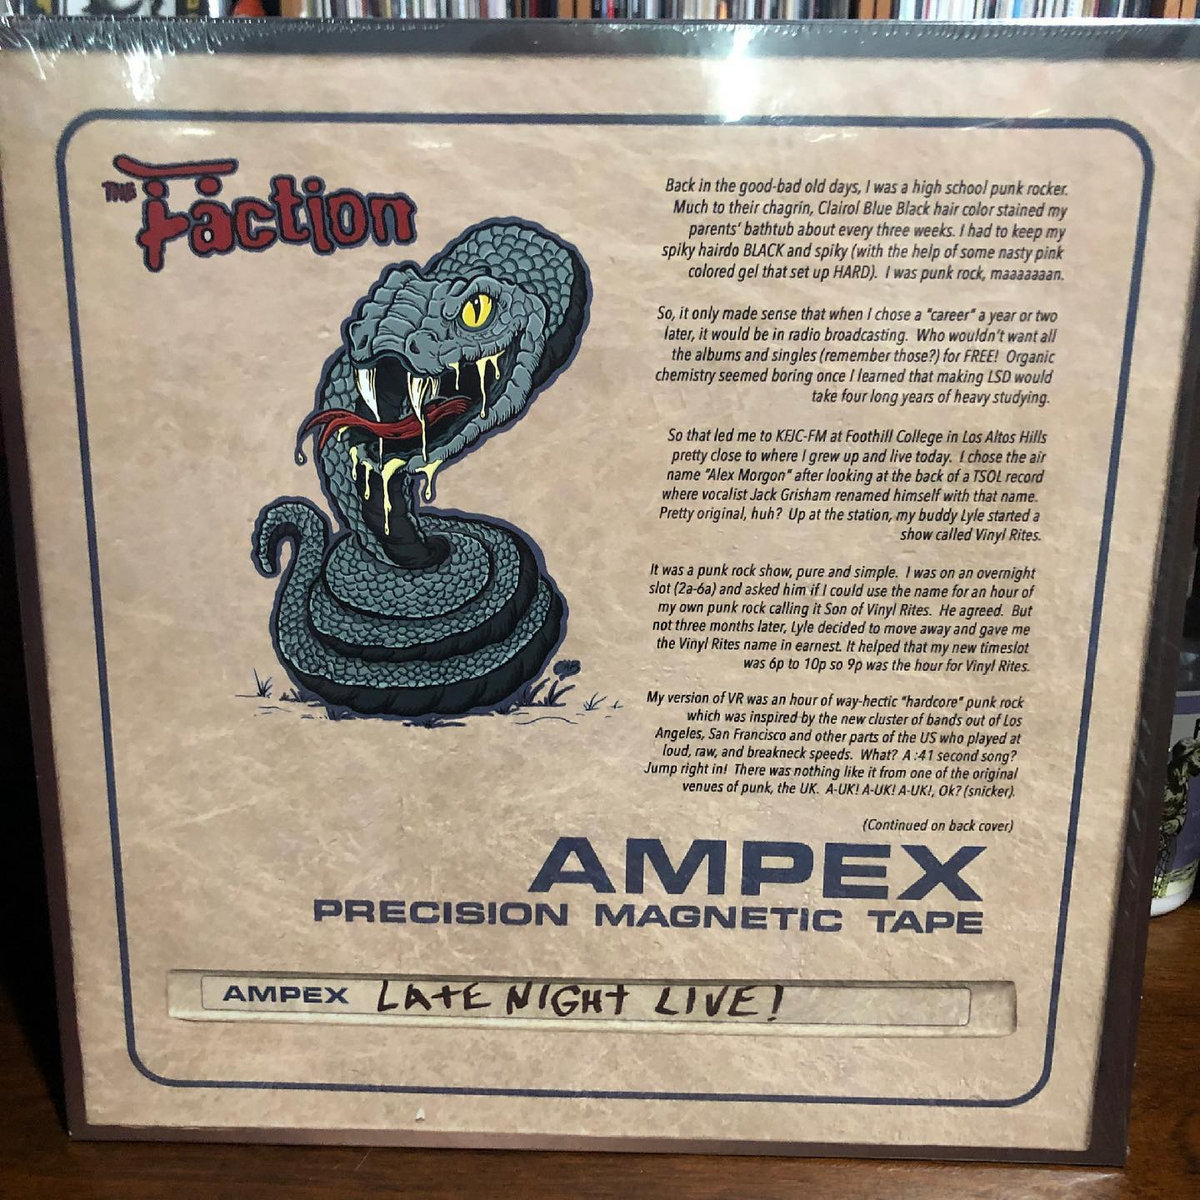 THE Faction
Back in the good-bad old days, I was a high school punk rocker.
Much to their chagrin, Clairol Blue Black hair color stained my
parents' bathtub about every three weeks. I had to keep my
spiky hairdo BLACK and spiky (with the help of some nasty pink
colored gel that set up HARD). I was punk rock, maaaaaaan.
So, it only made sense that when I chose a "career" a year or two
later, it would be in radio broadcasting. Who wouldn't want all
the albums and singles (remember those?) for FREE! Organic
chemistry seemed boring once I learned that making LSD would
take four long years of heavy studying.
So that led me to KFJC-FM at Foothill College in Los Altos Hills
pretty close to where I grew up and live today. I chose the air
name "Alex Morgon" after looking at the back of a TSOL record
where vocalist Jack Grisham renamed himself with that name.
Pretty original, huh? Up at the station, my buddy Lyle started a
show called Vinyl Rites.
It was a punk rock show, pure and simple. I was on an overnight
slot (2a-6a) and asked him if I could use the name for an hour of
my own punk rock calling it Son of Vinyl Rites. He agreed. But
not three months later, Lyle decided to move away and gave me
the Vinyl Rites name in earnest. It helped that my new timeslot
was 6p to 10p so 9p was the hour for Vinyl Rites.
My version of VR was an hour of way-hectic "hardcore" punk rock
which was inspired by the new cluster of bands out of Los
Angeles, San Francisco and other parts of the US who played at
loud, raw, and breakneck speeds. What? A :41 second song?
Jump right in! There was nothing like it from one of the original
venues of punk, the UK. A-UK! A-UK! A-UK!, Ok? (snicker).
(Continued on back cover)
AMPEX
PRECISION MAGNETIC TAPE
AMPEX LATE NIGHT LIVE!